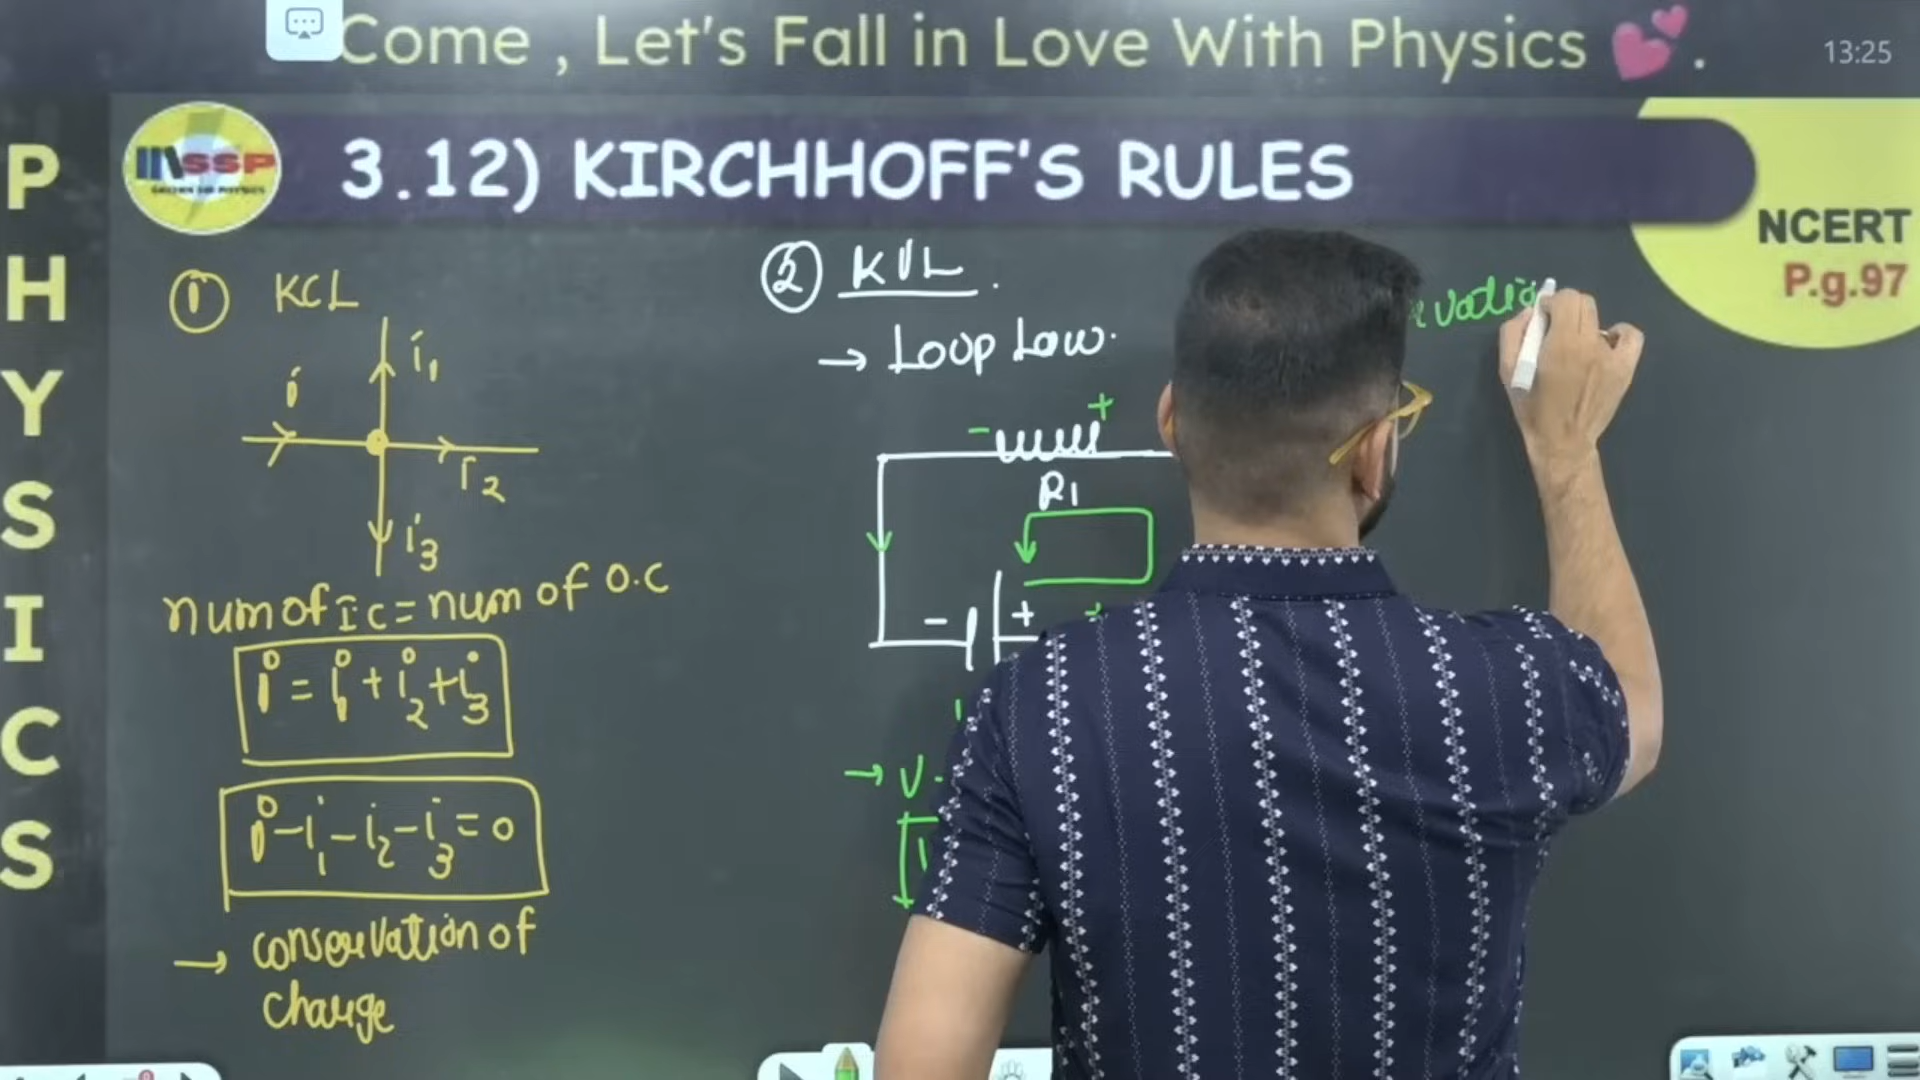 Come , Let's Fall in Love With Physics 💕 .
13:25
PHYSICS
SSP
3.12) KIRCHHOFF'S RULES
NCERT
P.g.97
① KCL
i
i1
i2
i3
num of I C = num of O.C
i = i1 + i2 + i3
i - i1 - i2 - i3 = 0
→ conservation of
charge
② KVL .
→ Loop Law.
- +
R1
- +
+
→ V -
vation